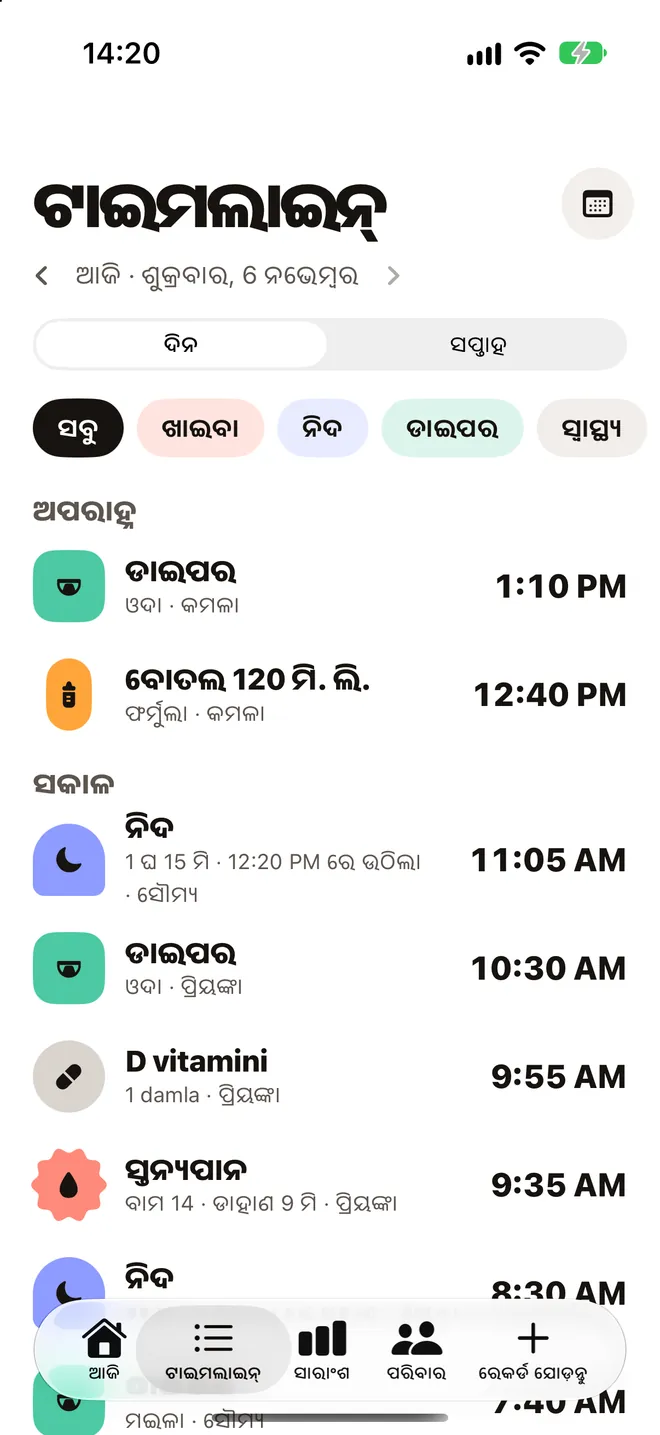 14:20
ଟାଇମଲାଇନ୍
ଆଜି · ଶୁକ୍ରବାର, 6 ନଭେମ୍ବର
ଦିନ
ସପ୍ତାହ
ସବୁ
ଖାଇବା
ନିଦ
ଡାଇପର
ସ୍ୱାସ୍ଥ୍ୟ
ଅପରାହ୍ନ
ଡାଇପର
1:10 PM
ଓଦା · କମଳା
ବୋତଲ 120 ମି. ଲି.
12:40 PM
ଫର୍ମୁଲା · କମଳା
ସକାଳ
ନିଦ
11:05 AM
1 ଘ 15 ମି · 12:20 PM ରେ ଉଠିଲା
· ସୌମ୍ୟ
ଡାଇପର
10:30 AM
ଓଦା · ପ୍ରିୟଙ୍କା
D vitamini
9:55 AM
1 damla · ପ୍ରିୟଙ୍କା
ସ୍ତନ୍ୟପାନ
9:35 AM
ବାମ 14 · ଡାହାଣ 9 ମି · ପ୍ରିୟଙ୍କା
ନିଦ
8:30 AM
7:40 AM
ମଇଳା · ସୌମ୍ୟ
ଆଜି
ଟାଇମଲାଇନ୍
ସାରାଂଶ
ପରିବାର
ରେକର୍ଡ ଯୋଡ଼ନ୍ତୁ